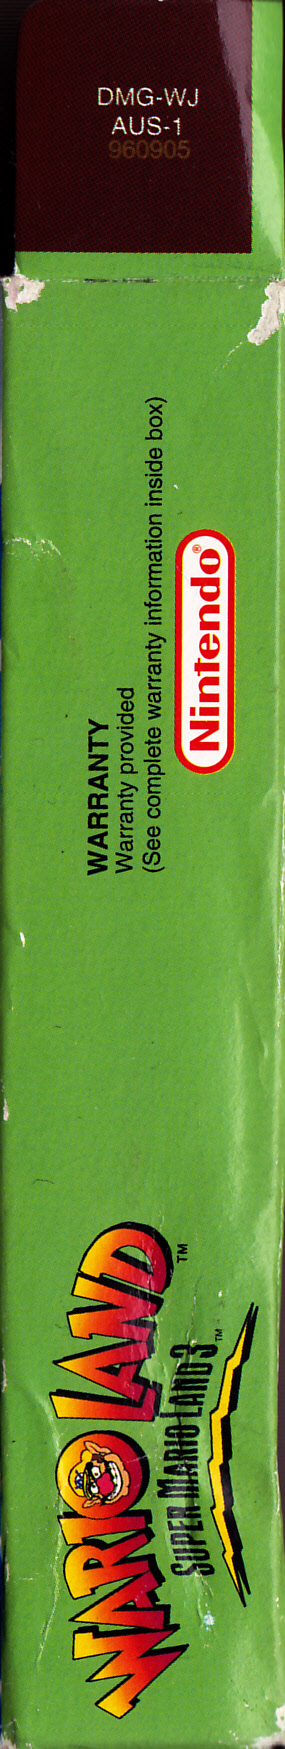 DMG-WJ
AUS-1
960905
WARRANTY
Warranty provided
(See complete warranty information inside box)
Nintendo®
WARIO LAND™
SUPER MARIO LAND 3™